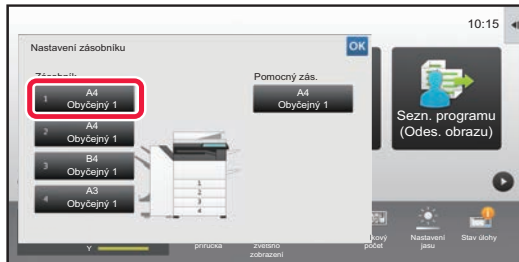 10:15
Nastavení zásobníku
OK
Zásobník
Pomocný zás.
1
A4
Obyčejný 1
A4
Obyčejný 1
2
A4
Obyčejný 1
3
B4
Obyčejný 1
4
A3
Obyčejný 1
1
2
3
4
Sezn. programu
(Odes. obrazu)
Y
příručka
zobrazení
kový
počet
Nastavení
jasu
Stav úlohy